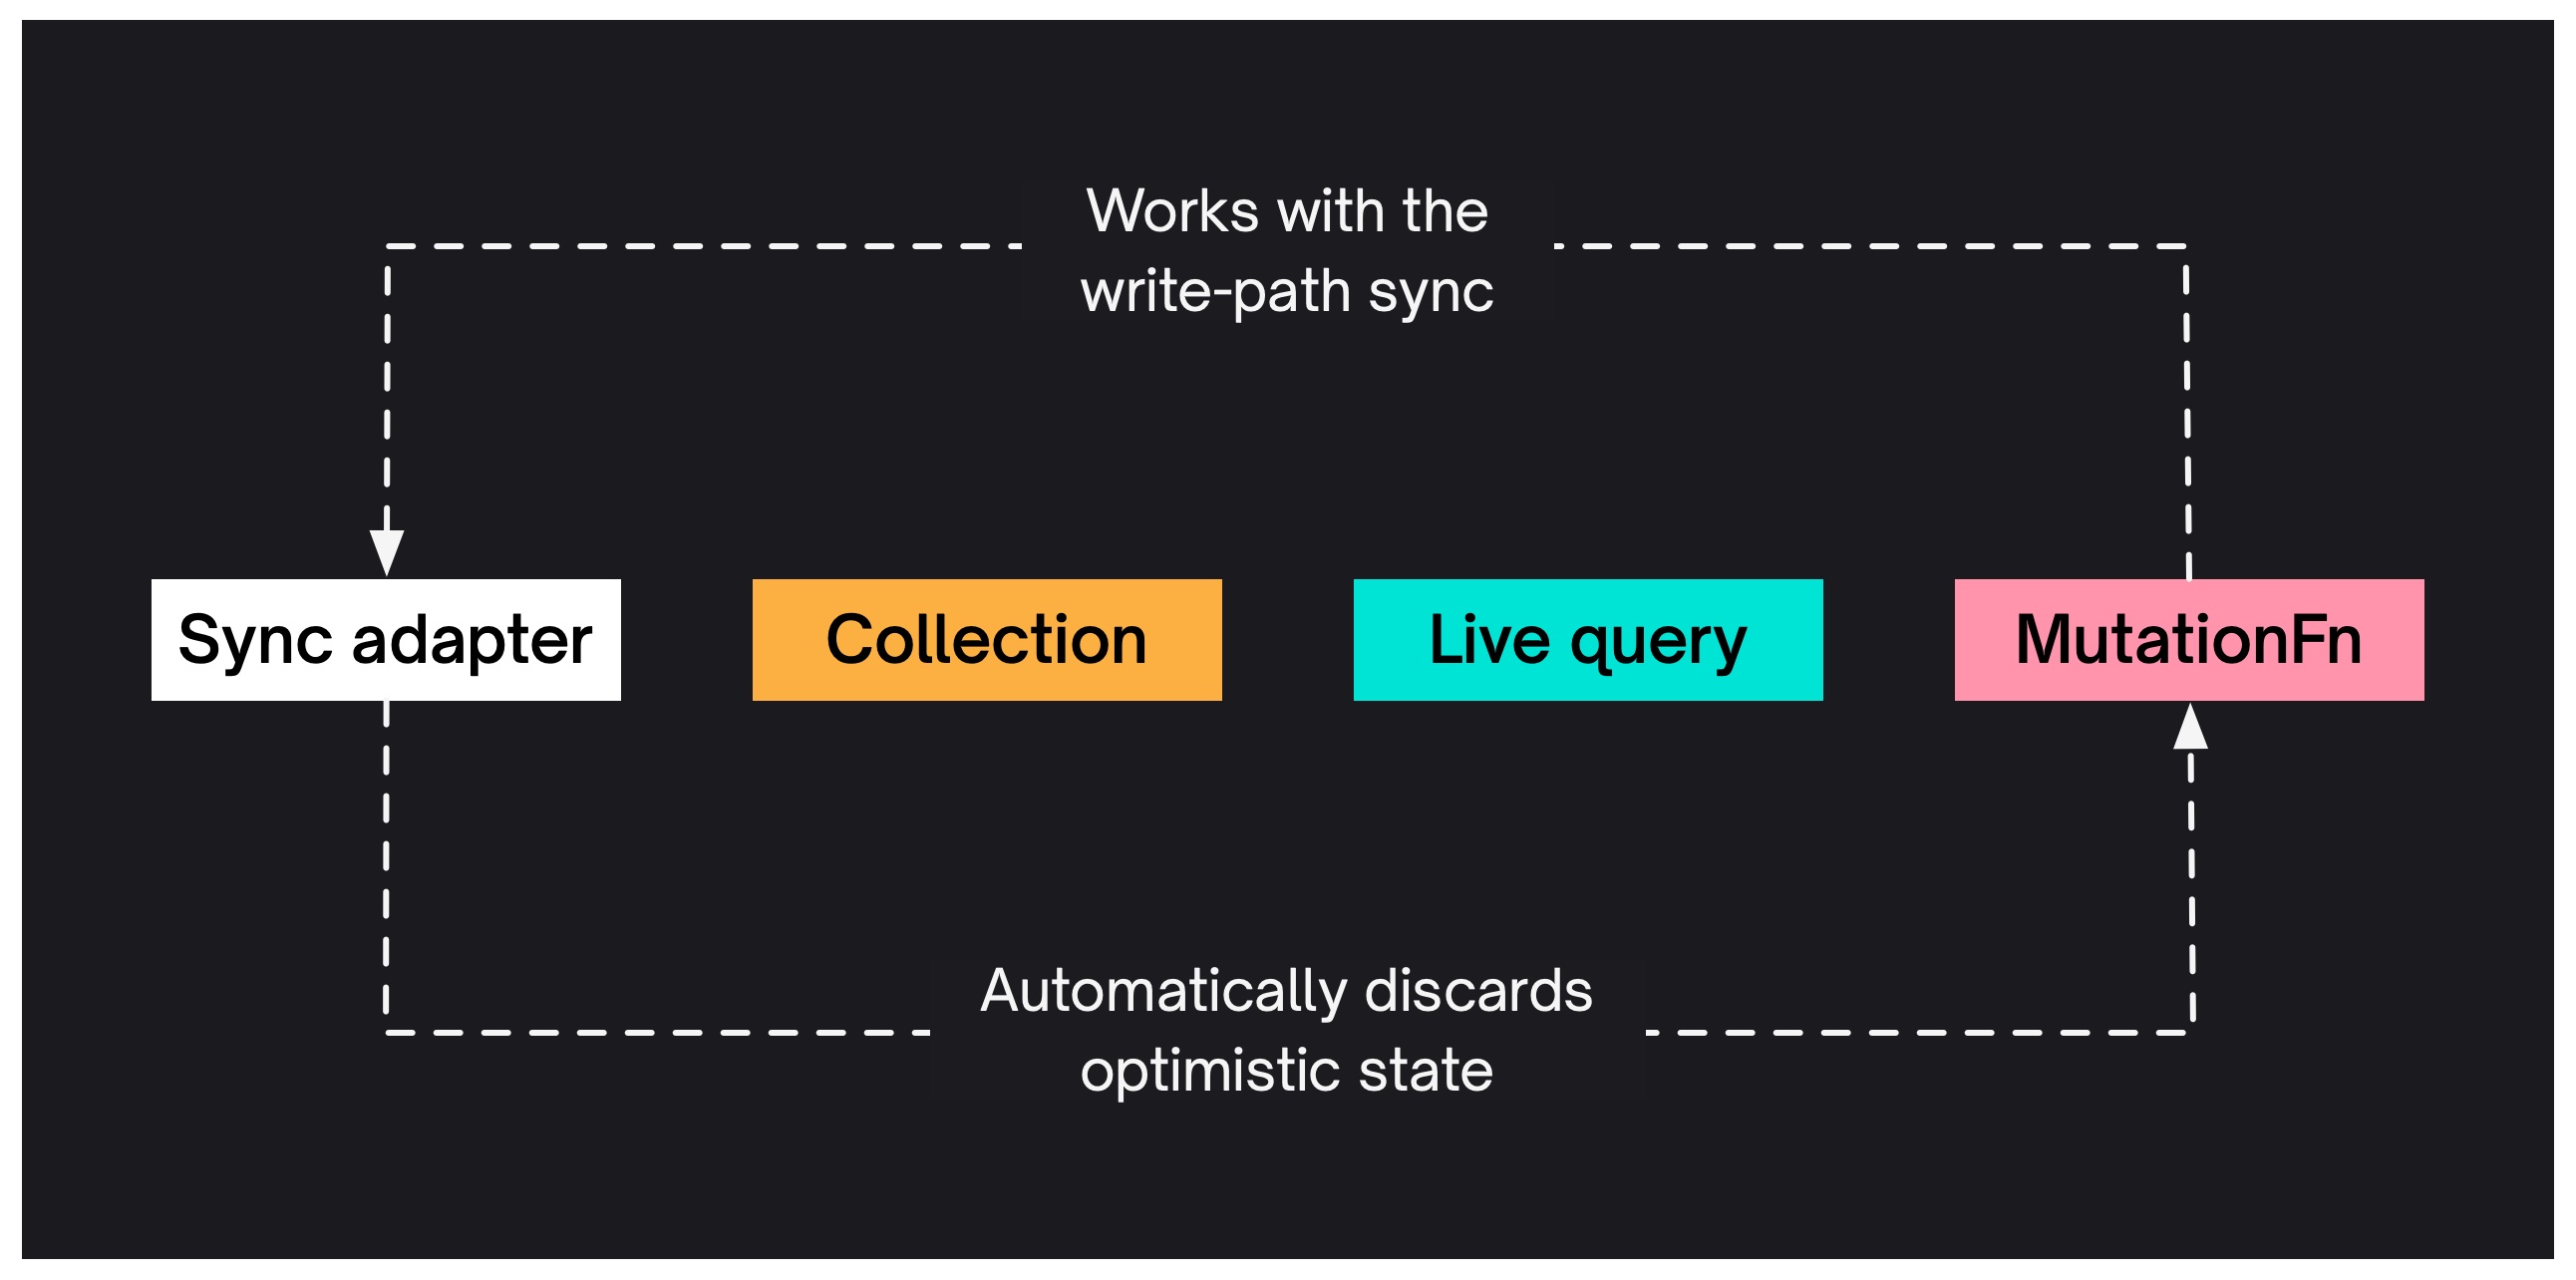 Works with the
write-path sync
Sync adapter
Collection
Live query
MutationFn
Automatically discards
optimistic state